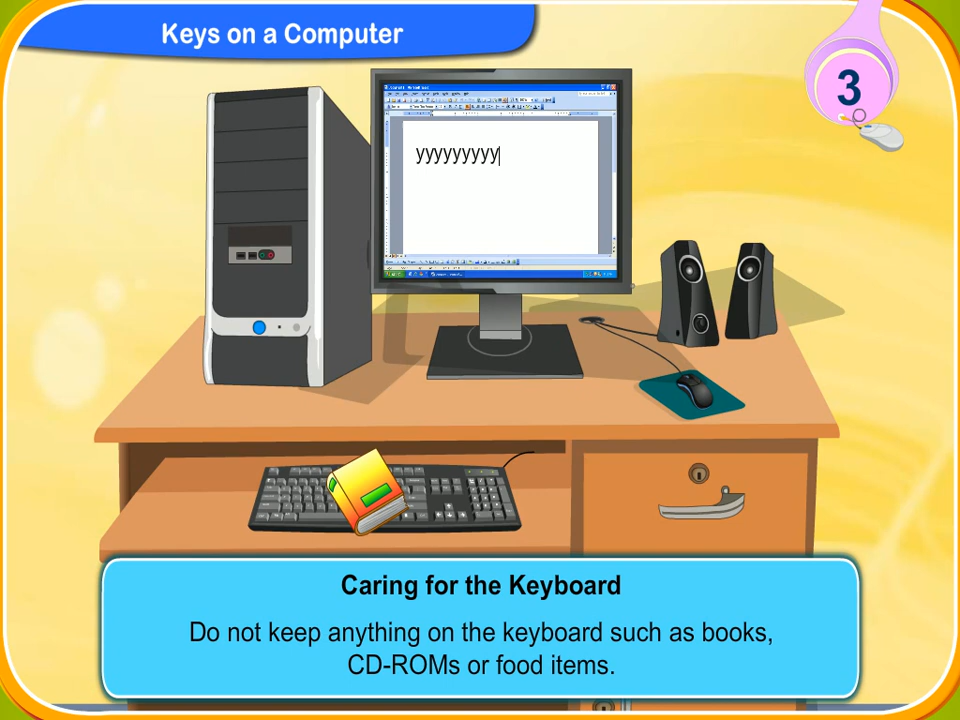 Keys on a Computer
3
yyyyyyyyy
Caring for the Keyboard
Do not keep anything on the keyboard such as books,
CD-ROMs or food items.